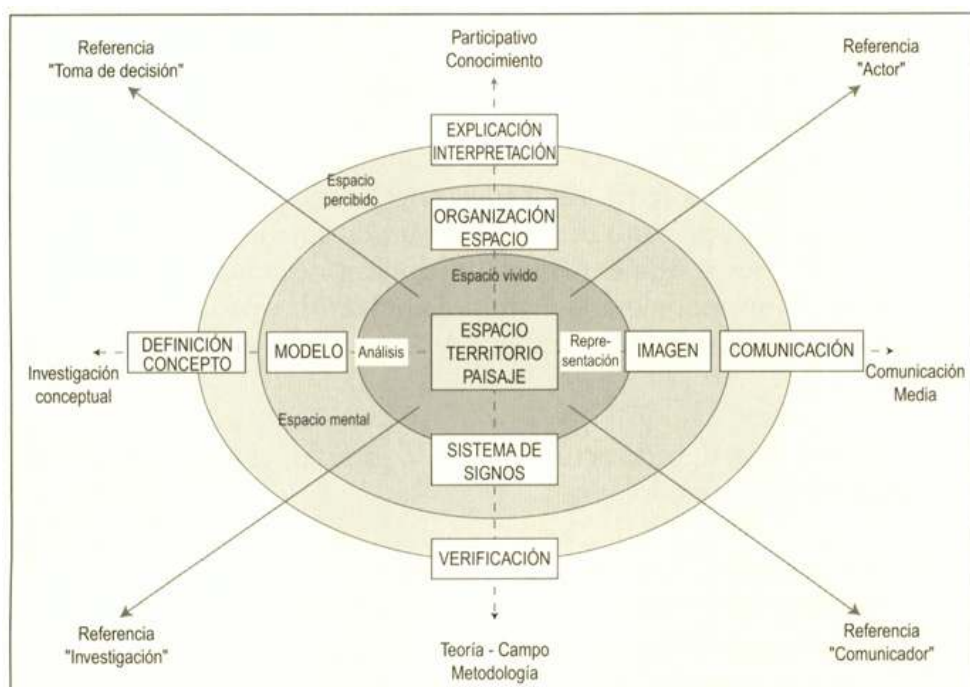 Referencia
"Toma de decisión"
Participativo
Conocimiento
Referencia
"Actor"
EXPLICACIÓN
INTERPRETACIÓN
Espacio
percibido
ORGANIZACIÓN
ESPACIO
Espacio vivido
DEFINICIÓN
CONCEPTO
MODELO
Análisis
ESPACIO
TERRITORIO
PAISAJE
Repre-
sentación
IMAGEN
COMUNICACIÓN
Investigación
conceptual
Comunicación
Media
Espacio mental
SISTEMA DE
SIGNOS
VERIFICACIÓN
Referencia
"Investigación"
Teoría - Campo
Metodología
Referencia
"Comunicador"